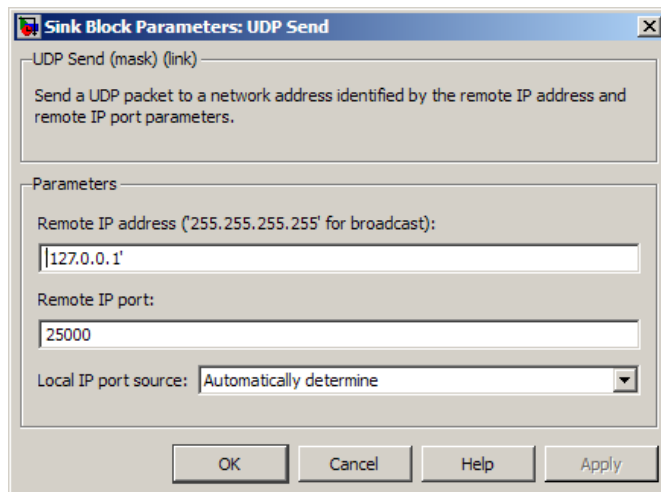 Sink Block Parameters: UDP Send
UDP Send (mask) (link)
Send a UDP packet to a network address identified by the remote IP address and
remote IP port parameters.
Parameters
Remote IP address ('255.255.255.255' for broadcast):
'127.0.0.1'
Remote IP port:
25000
Local IP port source: Automatically determine
OK Cancel Help Apply